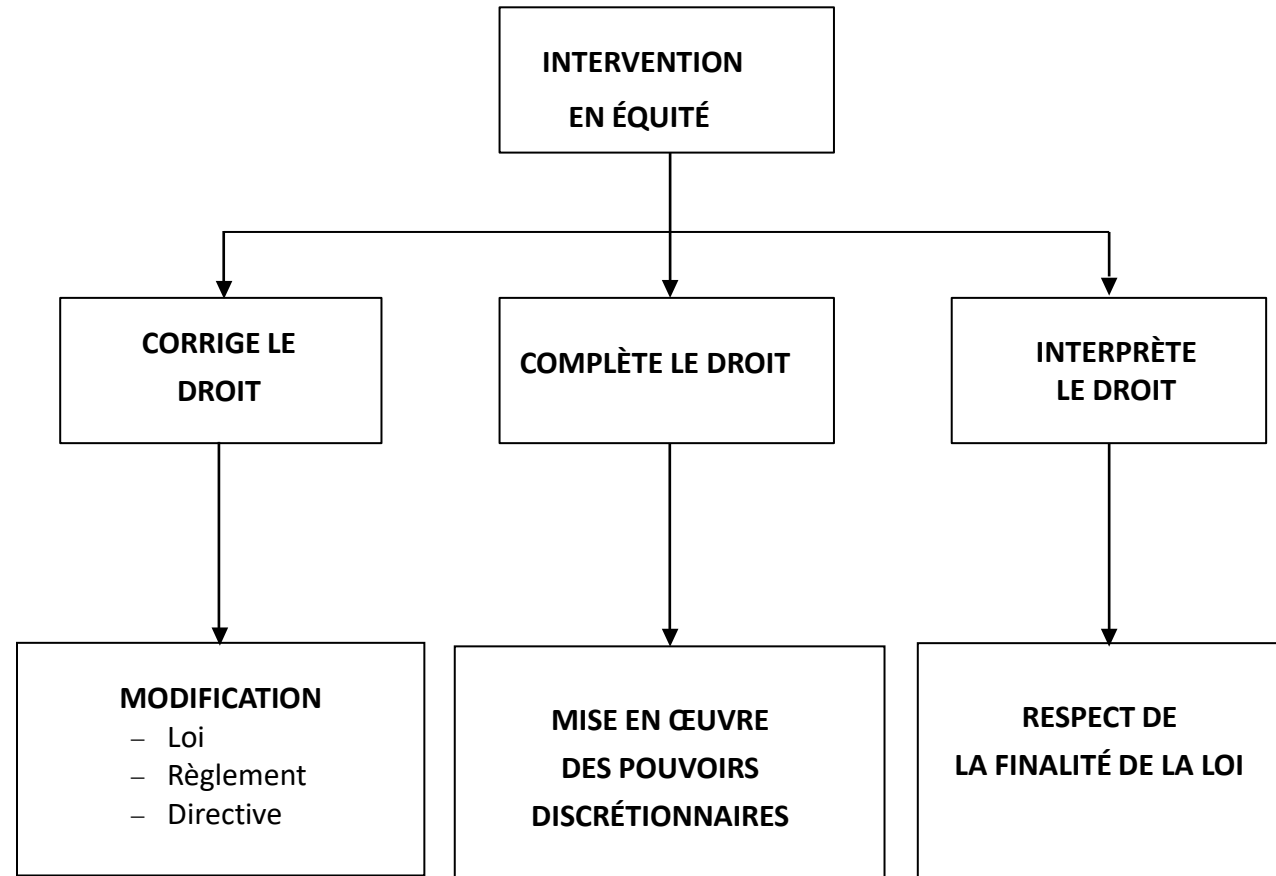 INTERVENTION
EN ÉQUITÉ
CORRIGE LE
DROIT
COMPLÈTE LE DROIT
INTERPRÈTE
LE DROIT
MODIFICATION
– Loi
– Règlement
– Directive
MISE EN ŒUVRE
DES POUVOIRS
DISCRÉTIONNAIRES
RESPECT DE
LA FINALITÉ DE LA LOI